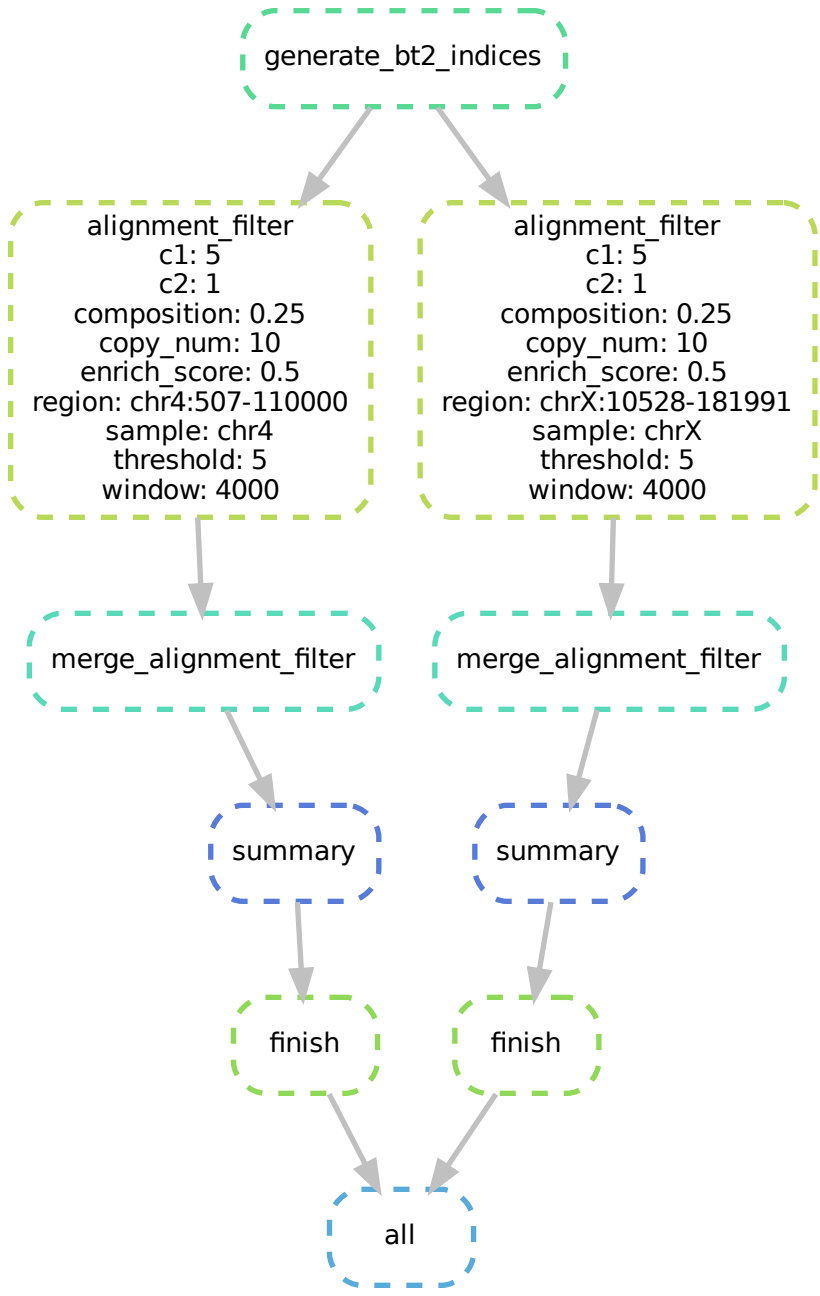 generate_bt2_indices
alignment_filter
c1: 5
c2: 1
composition: 0.25
copy_num: 10
enrich_score: 0.5
region: chr4:507-110000
sample: chr4
threshold: 5
window: 4000
alignment_filter
c1: 5
c2: 1
composition: 0.25
copy_num: 10
enrich_score: 0.5
region: chrX:10528-181991
sample: chrX
threshold: 5
window: 4000
merge_alignment_filter
merge_alignment_filter
summary
summary
finish
finish
all